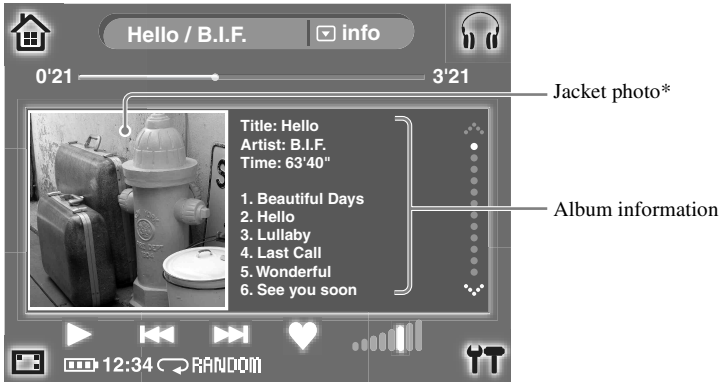 Hello / B.I.F. info
0'21 3'21
Jacket photo*
Title: Hello
Artist: B.I.F.
Time: 63'40"
1. Beautiful Days
2. Hello
3. Lullaby
4. Last Call
5. Wonderful
6. See you soon
Album information
12:34 RANDOM